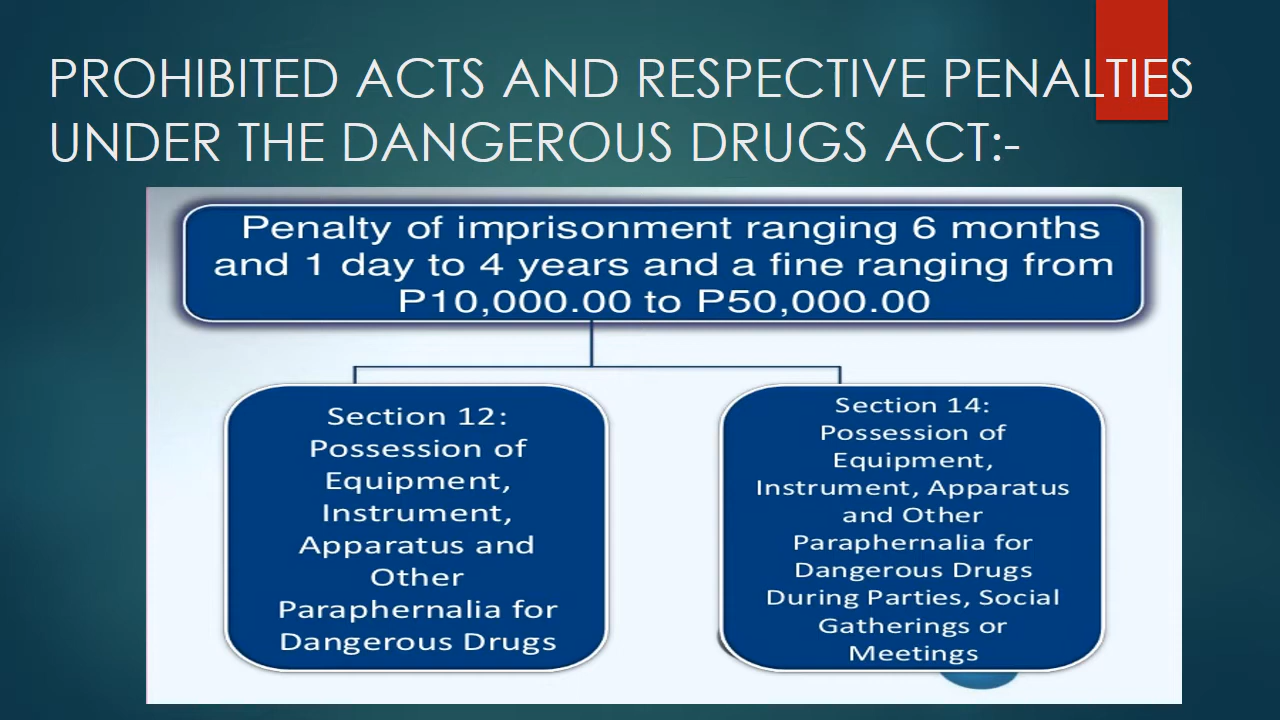 PROHIBITED ACTS AND RESPECTIVE PENALTIES
UNDER THE DANGEROUS DRUGS ACT:-
Penalty of imprisonment ranging 6 months
and 1 day to 4 years and a fine ranging from
P10,000.00 to P50,000.00
Section 12:
Possession of
Equipment,
Instrument,
Apparatus and
Other
Paraphernalia for
Dangerous Drugs
Section 14:
Possession of
Equipment,
Instrument, Apparatus
and Other
Paraphernalia for
Dangerous Drugs
During Parties, Social
Gatherings or
Meetings